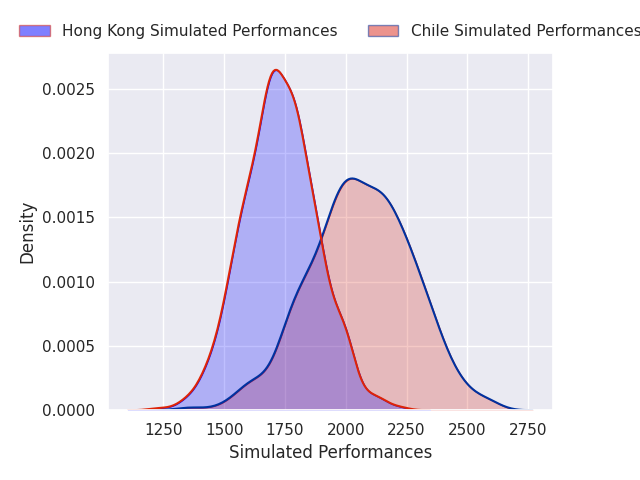 Hong Kong Simulated Performances
Chile Simulated Performances
0.0025
0.0020
0.0015
0.0010
0.0005
0.0000
Density
1250 1500 1750 2000 2250 2500 2750
Simulated Performances